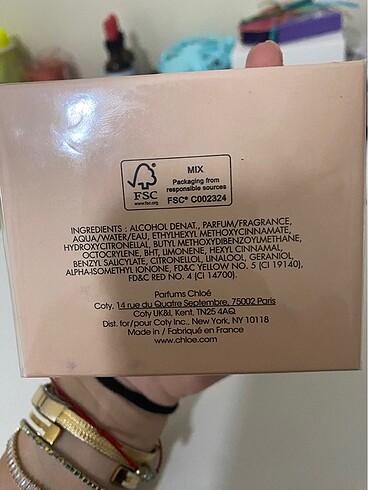 MIX
Packaging from
responsible sources
FSC® C002324
FSC
www.fsc.org
INGREDIENTS : ALCOHOL DENAT., PARFUM/FRAGRANCE,
AQUA/WATER/EAU, ETHYLHEXYL METHOXYCINNAMATE,
HYDROXYCITRONELLAL, BUTYL METHOXYDIBENZOYLMETHANE,
OCTOCRYLENE, BHT, LIMONENE, HEXYL CINNAMAL,
BENZYL SALICYLATE, CITRONELLOL, LINALOOL, GERANIOL,
ALPHA-ISOMETHYL IONONE, FD&C YELLOW NO. 5 (CI 19140),
FD&C RED NO. 4 (CI 14700).
Parfums Chloé
Coty, 14 rue du Quatre Septembre, 75002 Paris
Coty UK&I, Kent, TN25 4AQ
Dist. for/pour Coty Inc., New York, NY 10118
Made in / Fabriqué en France
www.chloe.com